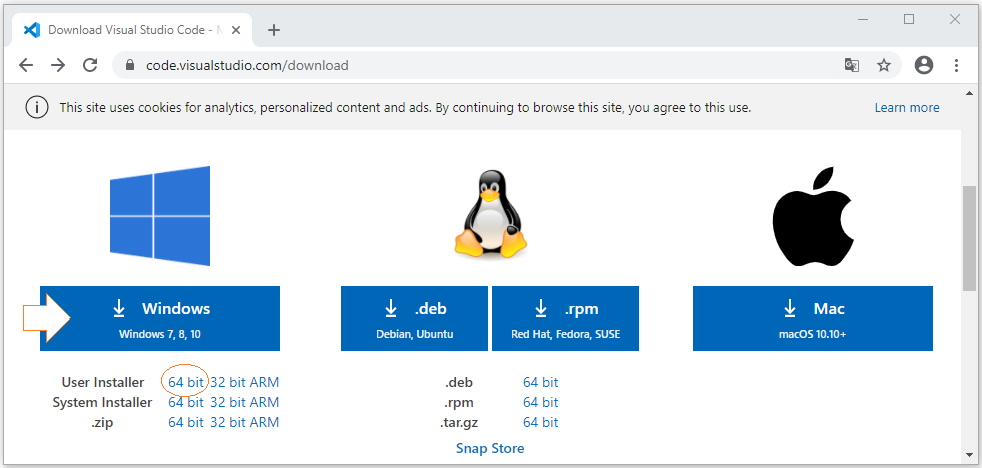 Download Visual Studio Code - M
code.visualstudio.com/download
This site uses cookies for analytics, personalized content and ads. By continuing to browse this site, you agree to this use. Learn more
Windows
Windows 7, 8, 10
.deb
Debian, Ubuntu
.rpm
Red Hat, Fedora, SUSE
Mac
macOS 10.10+
User Installer 64 bit 32 bit ARM
System Installer 64 bit 32 bit ARM
.zip 64 bit 32 bit ARM
.deb 64 bit
.rpm 64 bit
.tar.gz 64 bit
Snap Store